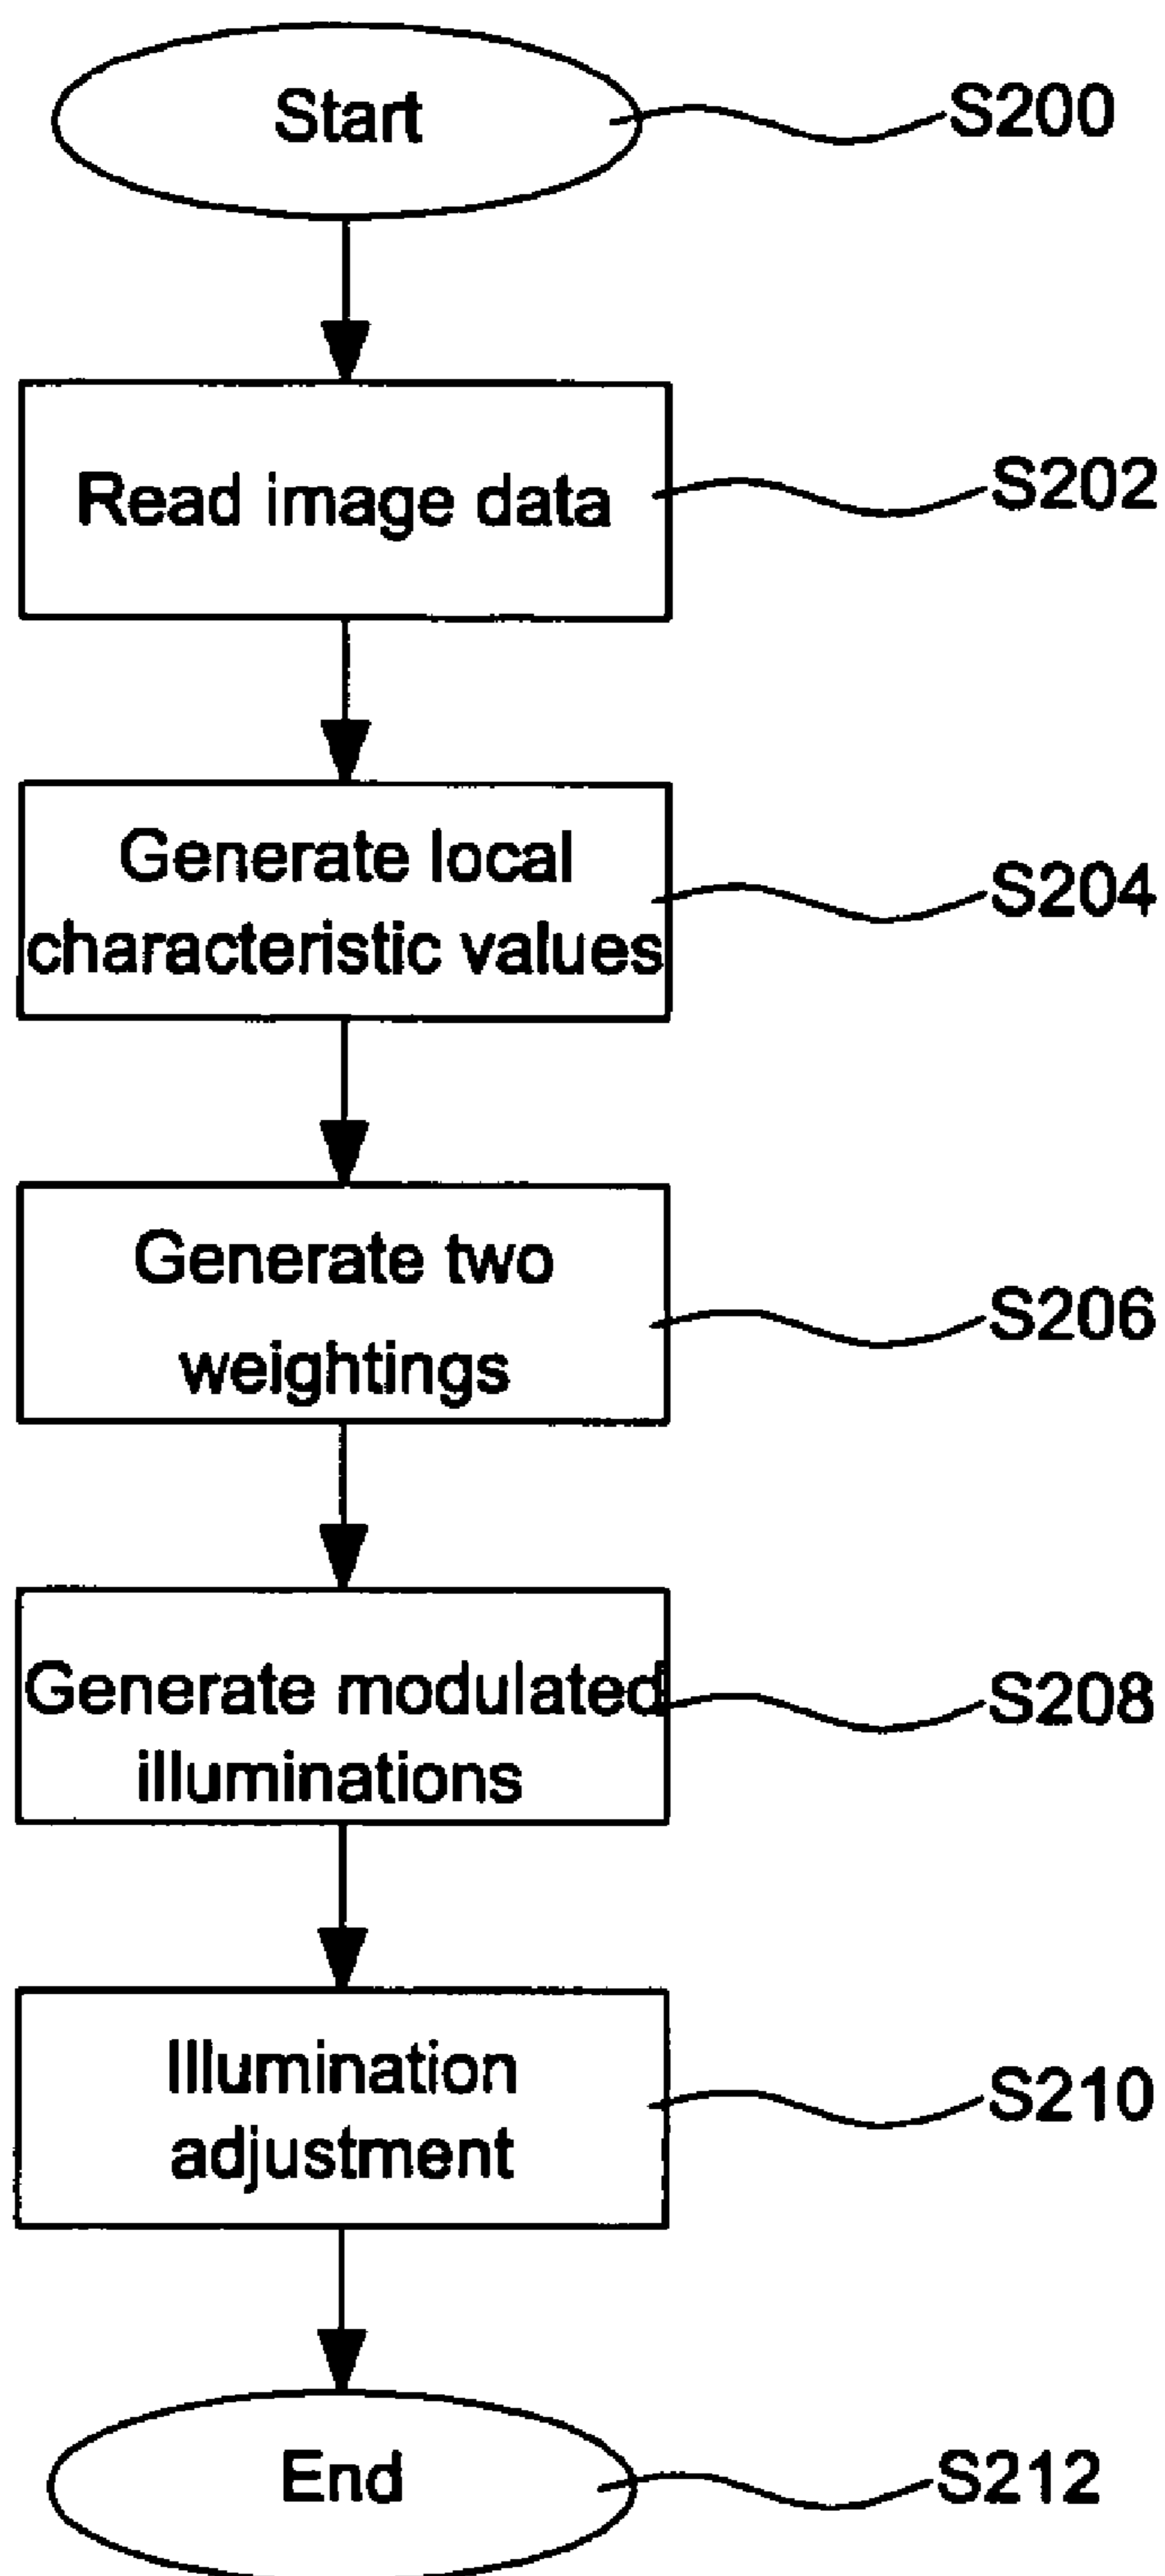 Start
S200
Read image data
S202
Generate local
characteristic values
S204
Generate two
weightings
S206
Generate modulated
illuminations
S208
Illumination
adjustment
S210
End
S212